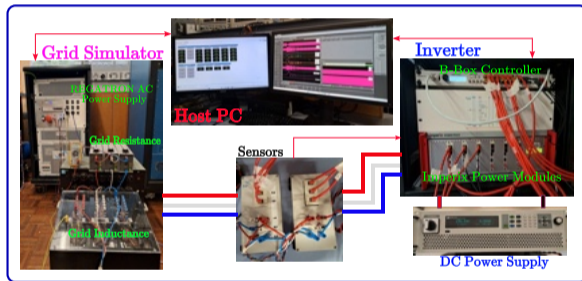 Grid Simulator
Inverter
B-Box Controller
AC
Power Supply
Host PC
Grid Resistance
Sensors
Imperix Power Modules
Grid Inductance
DC Power Supply